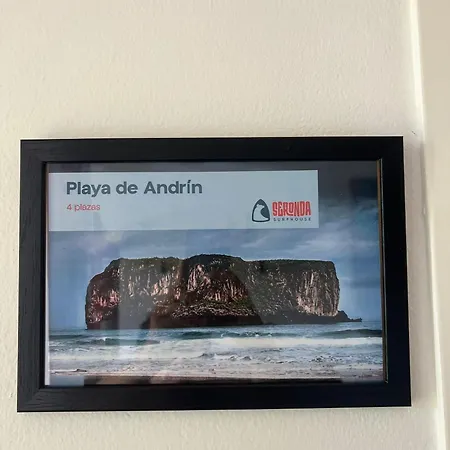 Playa de Andrín
4 plazas
SERONDA
SURFHOUSE